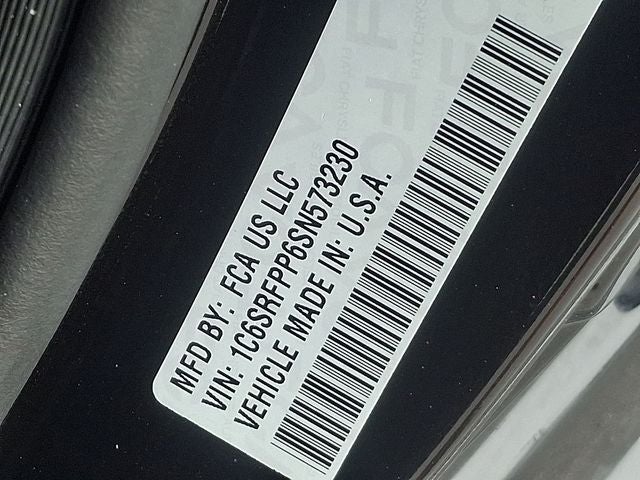 MFD BY: FCA US LLC
VIN: 1C6SRFPP6SN573230
VEHICLE MADE IN: U.S.A.